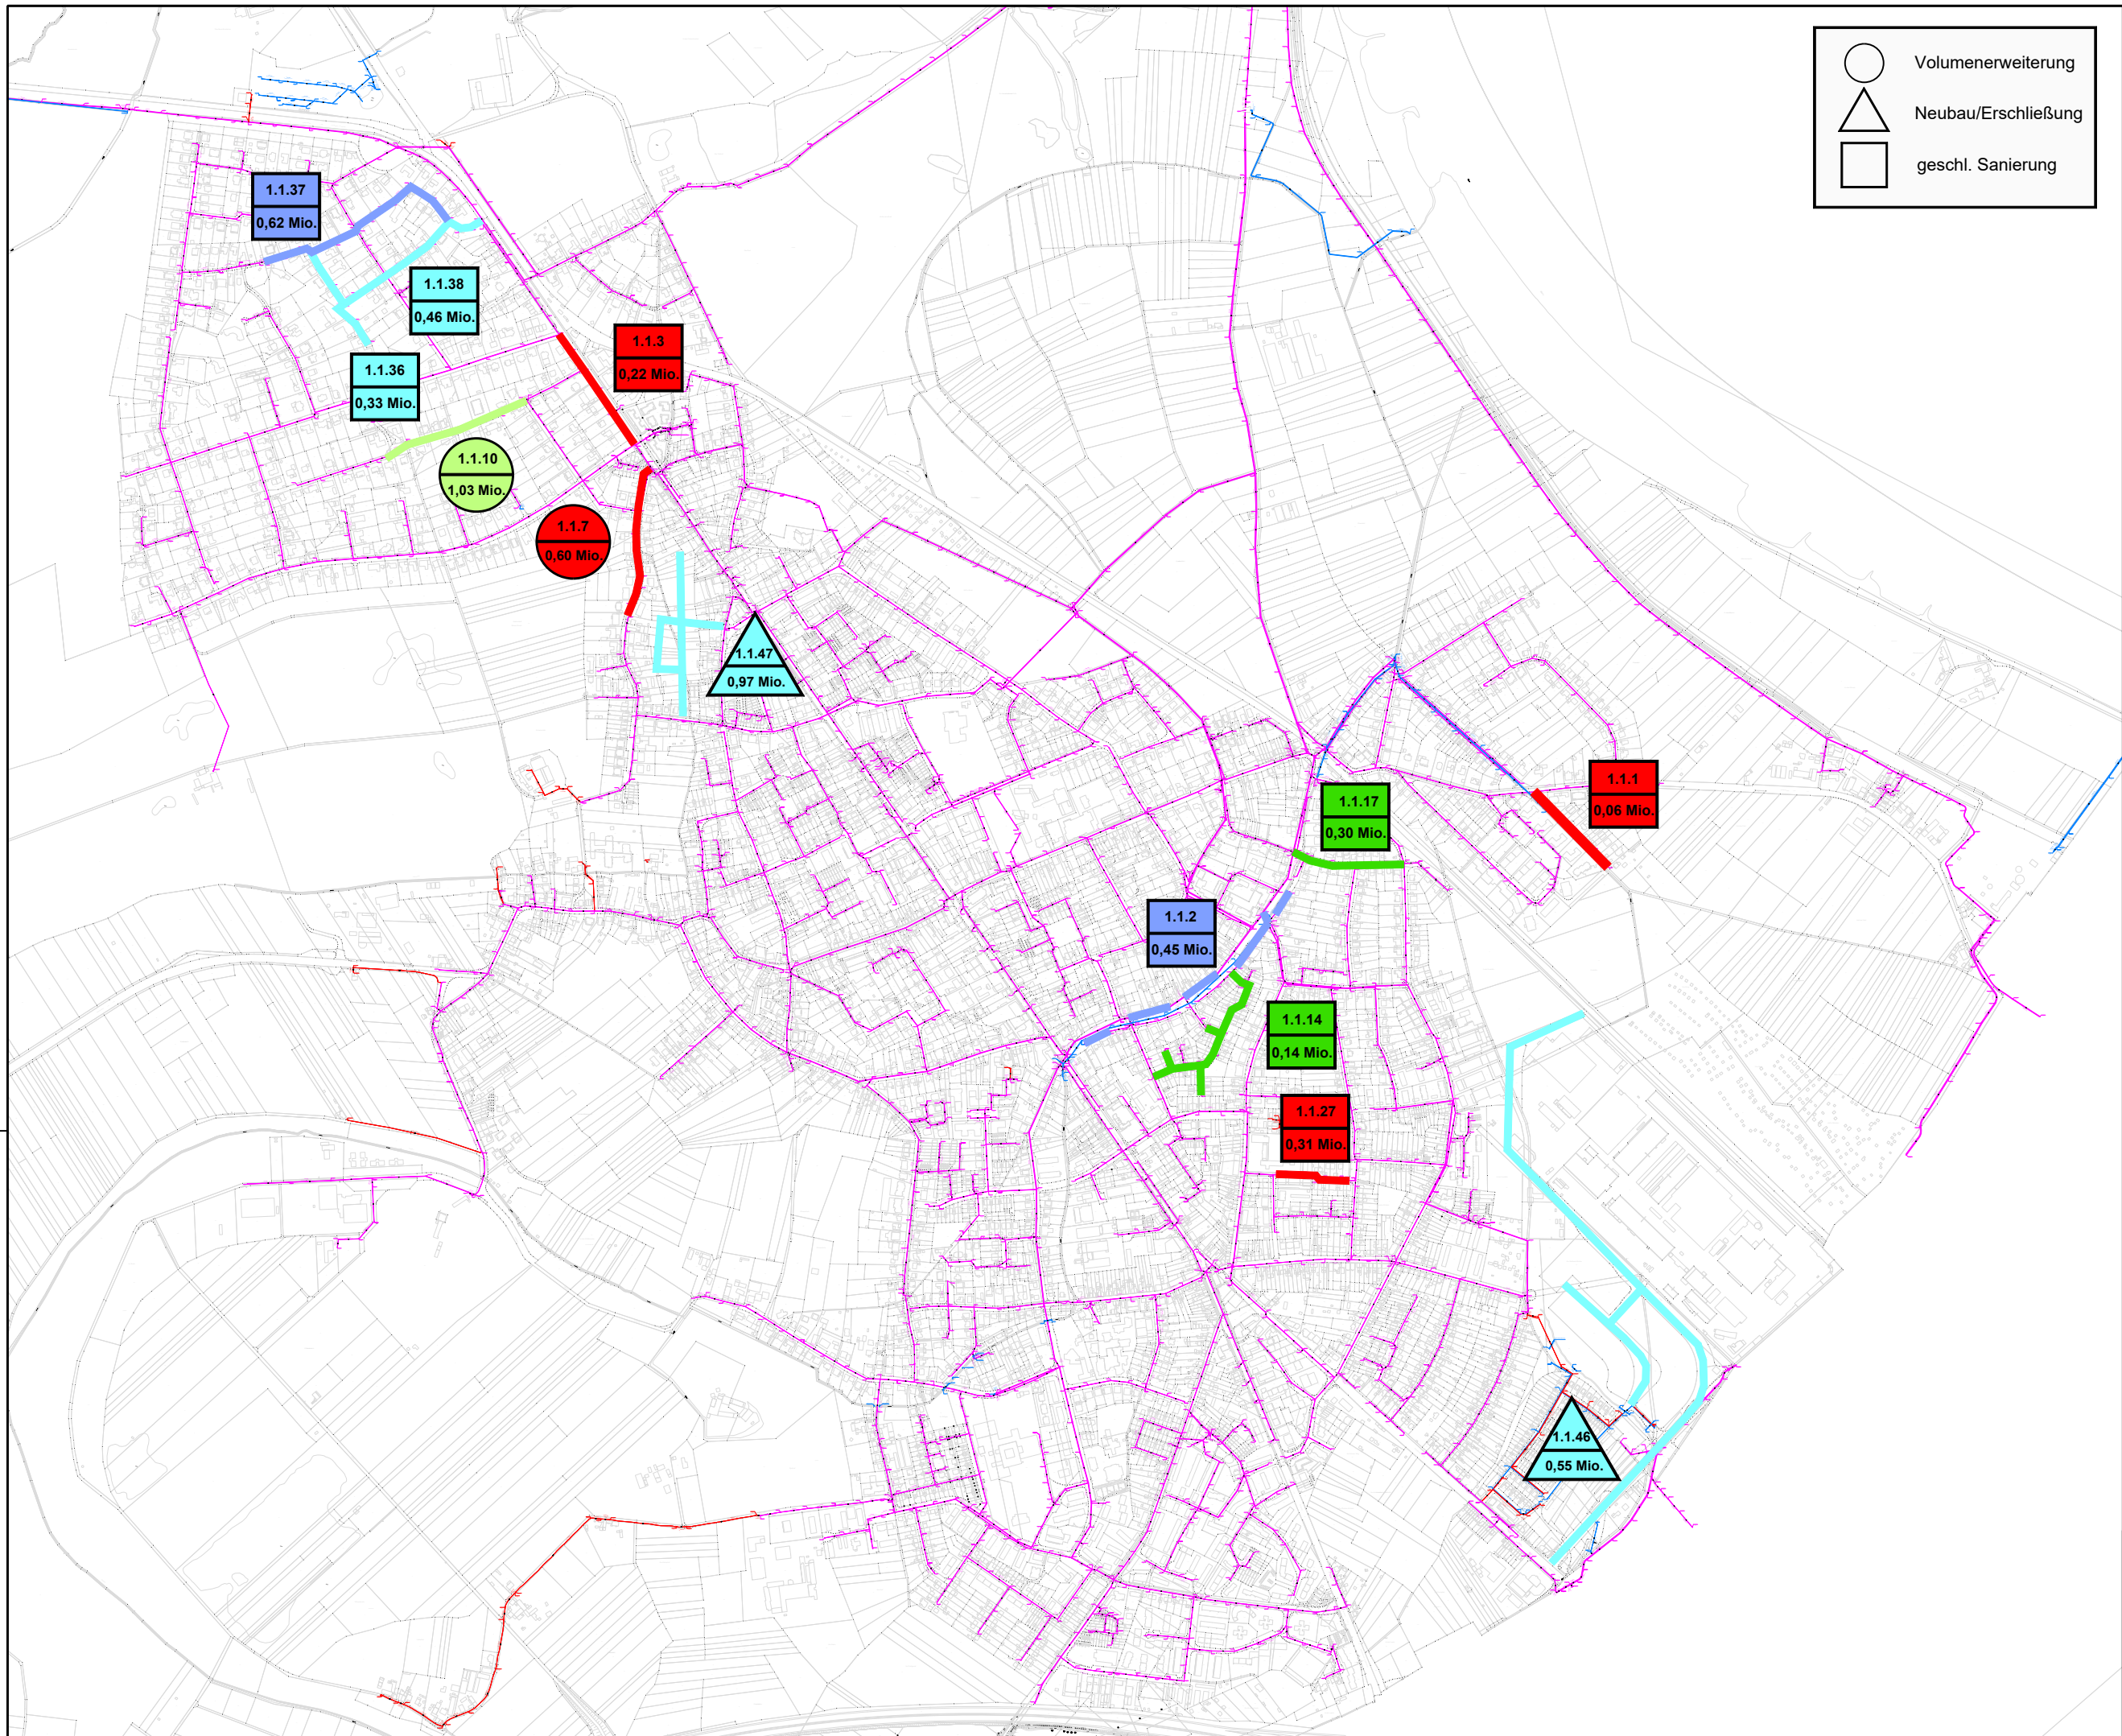 Volumenerweiterung
Neubau/Erschließung
geschl. Sanierung
1.1.37
0,62 Mio.
1.1.38
0,46 Mio.
1.1.3
0,22 Mio.
1.1.36
0,33 Mio.
1.1.10
1,03 Mio.
1.1.7
0,60 Mio.
1.1.47
0,97 Mio.
1.1.1
0,06 Mio.
1.1.17
0,30 Mio.
1.1.2
0,45 Mio.
1.1.14
0,14 Mio.
1.1.27
0,31 Mio.
1.1.46
0,55 Mio.